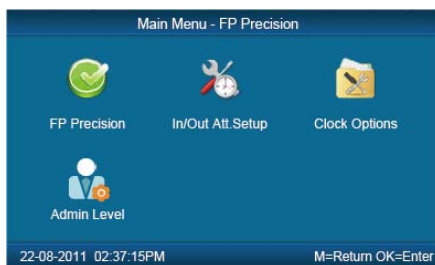 Main Menu - FP Precision
FP Precision In/Out Att.Setup Clock Options
Admin Level
22-08-2011 02:37:15PM M=Return OK=Enter